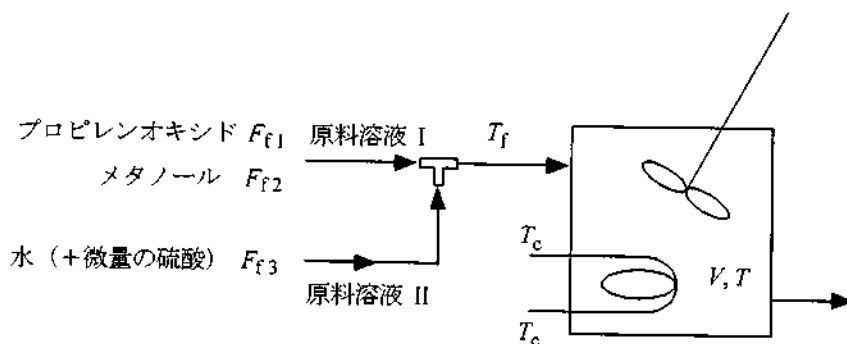 プロピレンオキシド F_f1 原料溶液 I
T_f
メタノール F_f2
水（+微量の硫酸） F_f3
原料溶液 II
T_c
V, T
T_c